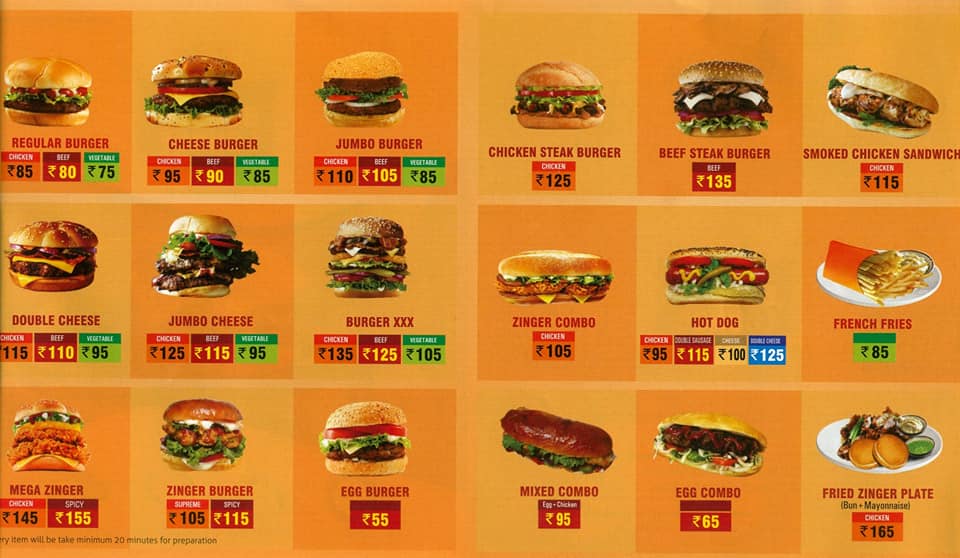 REGULAR BURGER
CHICKEN BEEF VEGETABLE
₹85 ₹80 ₹75
CHEESE BURGER
CHICKEN BEEF VEGETABLE
₹95 ₹90 ₹85
JUMBO BURGER
CHICKEN BEEF VEGETABLE
₹110 ₹105 ₹85
CHICKEN STEAK BURGER
CHICKEN
₹125
BEEF STEAK BURGER
BEEF
₹135
SMOKED CHICKEN SANDWICH
CHICKEN
₹115
DOUBLE CHEESE
CHICKEN BEEF VEGETABLE
₹115 ₹110 ₹95
JUMBO CHEESE
CHICKEN BEEF VEGETABLE
₹125 ₹115 ₹95
BURGER XXX
CHICKEN BEEF VEGETABLE
₹135 ₹125 ₹105
ZINGER COMBO
CHICKEN
₹105
HOT DOG
CHICKEN DOUBLE SAUSAGE CHEESE DOUBLE CHEESE
₹95 ₹115 ₹100 ₹125
FRENCH FRIES
₹85
MEGA ZINGER
CHICKEN SPICY
₹145 ₹155
ZINGER BURGER
SUPREME SPICY
₹105 ₹115
EGG BURGER
₹55
MIXED COMBO
Egg + Chicken
₹95
EGG COMBO
₹65
FRIED ZINGER PLATE
(Bun + Mayonnaise)
CHICKEN
₹165
ery item will be take minimum 20 minutes for preparation